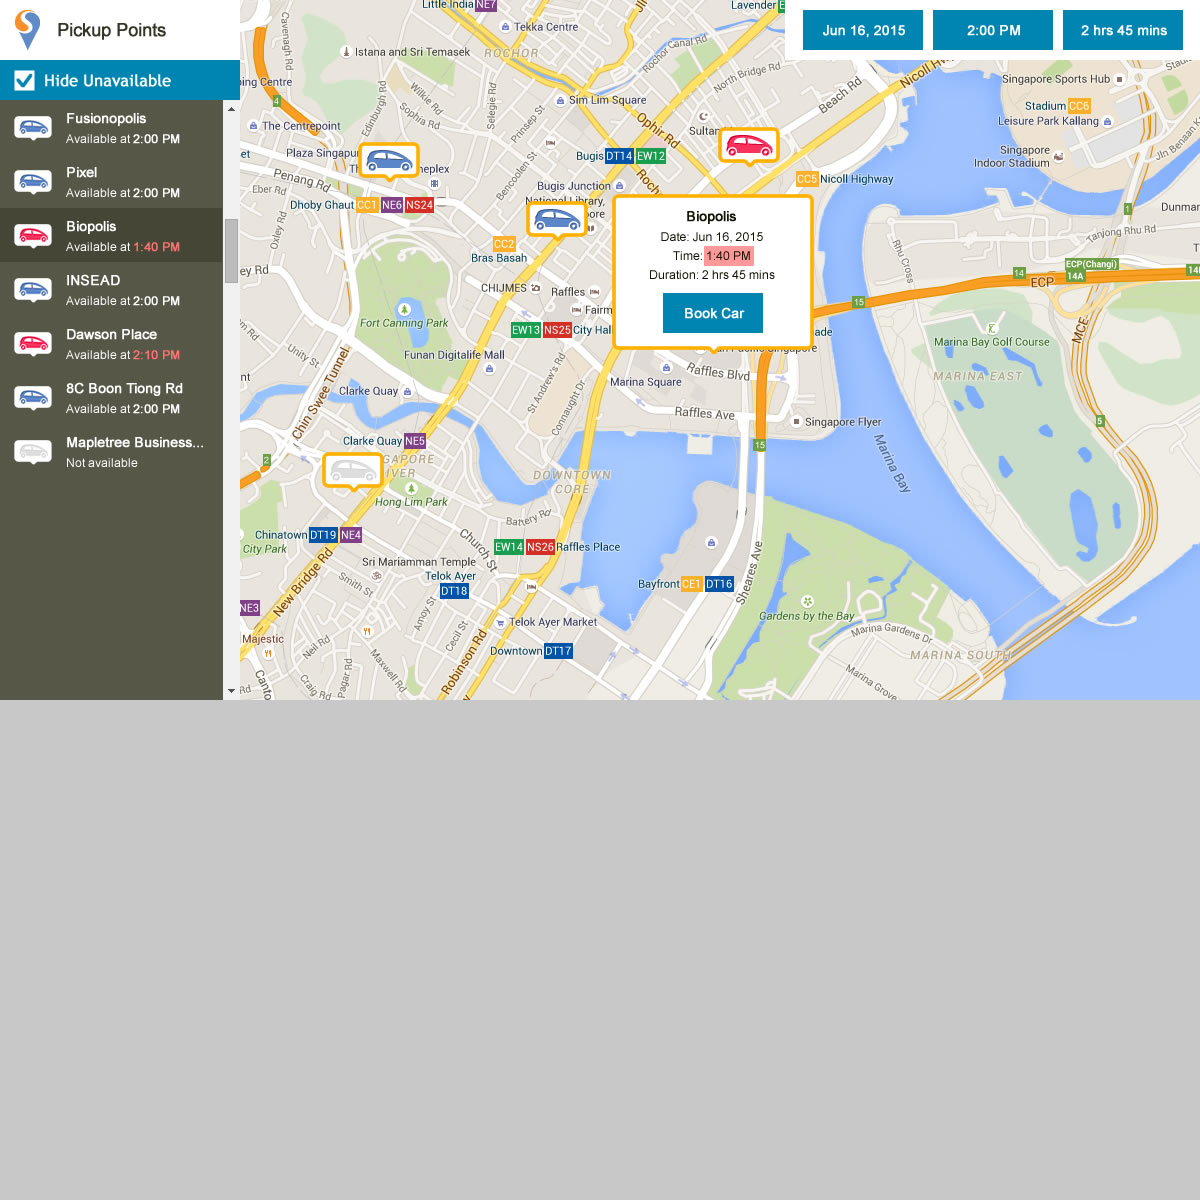 Pickup Points
Jun 16, 2015
2:00 PM
2 hrs 45 mins
Hide Unavailable
Fusionopolis
Available at 2:00 PM
Pixel
Available at 2:00 PM
Biopolis
Available at 1:40 PM
INSEAD
Available at 2:00 PM
Dawson Place
Available at 2:10 PM
8C Boon Tiong Rd
Available at 2:00 PM
Mapletree Business...
Not available
Biopolis
Date: Jun 16, 2015
Time: 1:40 PM
Duration: 2 hrs 45 mins
Book Car
Little India NE7
Lavender
Tekka Centre
ROCHOR
Rochor Canal Rd
Cavenagh Rd
Istana and Sri Temasek
North Bridge Rd
Nicoll
Beach Rd
Singapore Sports Hub
Stadium CC6
Leisure Park Kallang
Singapore
Indoor Stadium
Jln Benaan
ping Centre
4
Wilkie Rd
Sophia Rd
Selegie Rd
Edinburgh Rd
Sim Lim Square
Prinsep St
Ophir Rd
Sultan
The Centrepoint
Plaza Singapu
Bugis DT14 EW12
CC5 Nicoll Highway
Penang Rd
Eber Rd
Oxley Rd
Bencoolen St
Bugis Junction
National Library,
Dhoby Ghaut CC1 NE6 NS24
1
Tanjong Rhu Rd
Rhu Cross
CC2
Bras Basah
ECP(Changi)
14A
14
ECP
15
MCE
CHIJMES
Raffles
Fort Canning Park
EW13 NS25 City Hal
Marina Bay Golf Course
MARINA EAST
Unity St
Funan Digitalife Mall
Chin Swee Tunnel
Clarke Quay
St. Andrew's Rd
Connaught Dr
Marina Square
Raffles Blvd
Raffles Ave
Singapore Flyer
5
Clarke Quay NE5
15
Marina Bay
2
DOWNTOWN
CORE
Hong Lim Park
Battery Rd
Chinatown DT19 NE4
City Park
Church St
EW14 NS26 Raffles Place
New Bridge Rd
Sri Mariamman Temple
Smith St
Telok Ayer
DT18
Bayfront CE1 DT16
Sheares Ave
NE3
Amoy St
Cecil St
Telok Ayer Market
Gardens by the Bay
Majestic
Neil Rd
Maxwell Rd
Robinson Rd
Downtown DT17
Marina Gardens Dr
MARINA SOUTH
Craig Rd
Pagar Rd
Canto
Marina Grove